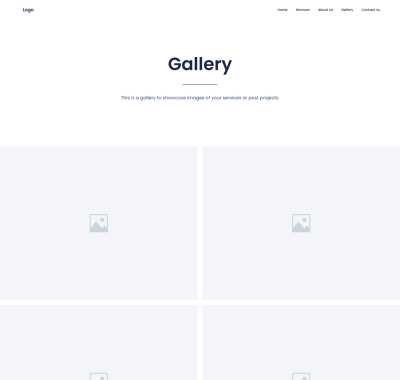 Logo
Home Services About Us Gallery Contact Us
Gallery
This is a gallery to showcase images of your services or past projects